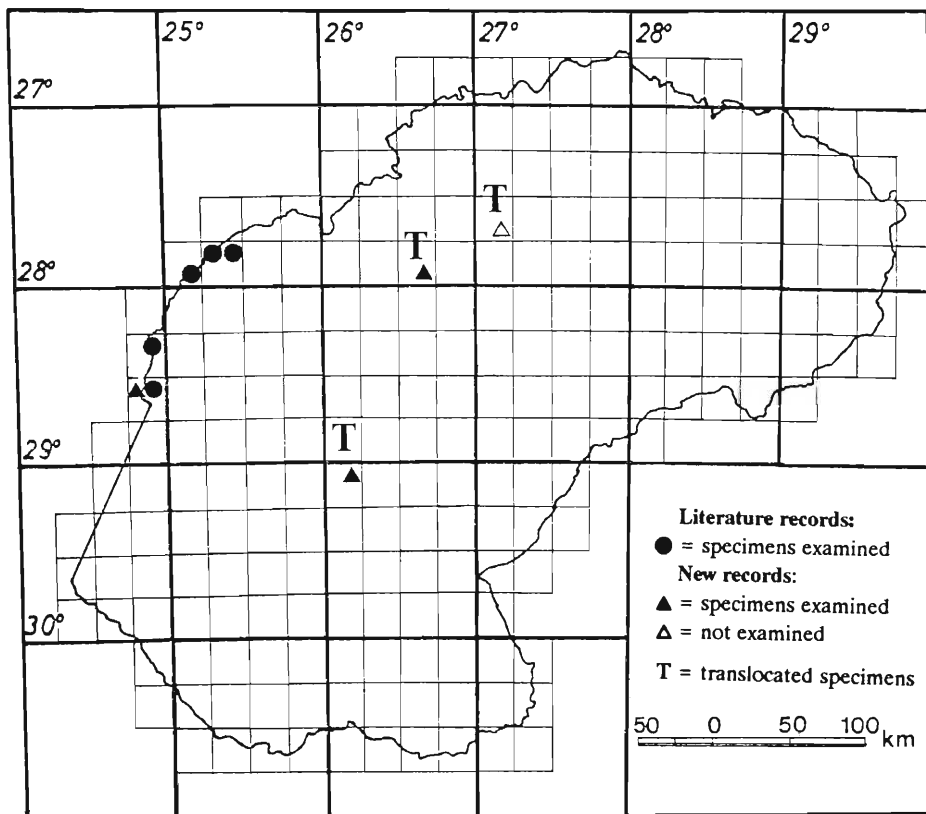 25° 26° 27° 28° 29°
27°
T
T
28°
T
29°
Literature records:
= specimens examined
New records:
= specimens examined
= not examined
30°
T = translocated specimens
50 0 50 100 km